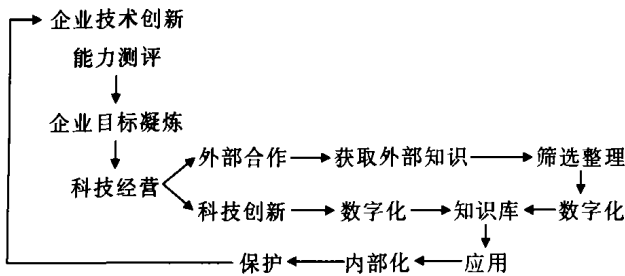 企业技术创新
能力测评
企业目标凝炼
外部合作 获取外部知识 筛选整理
科技经营
科技创新 数字化 知识库 数字化
保护 内部化 应用